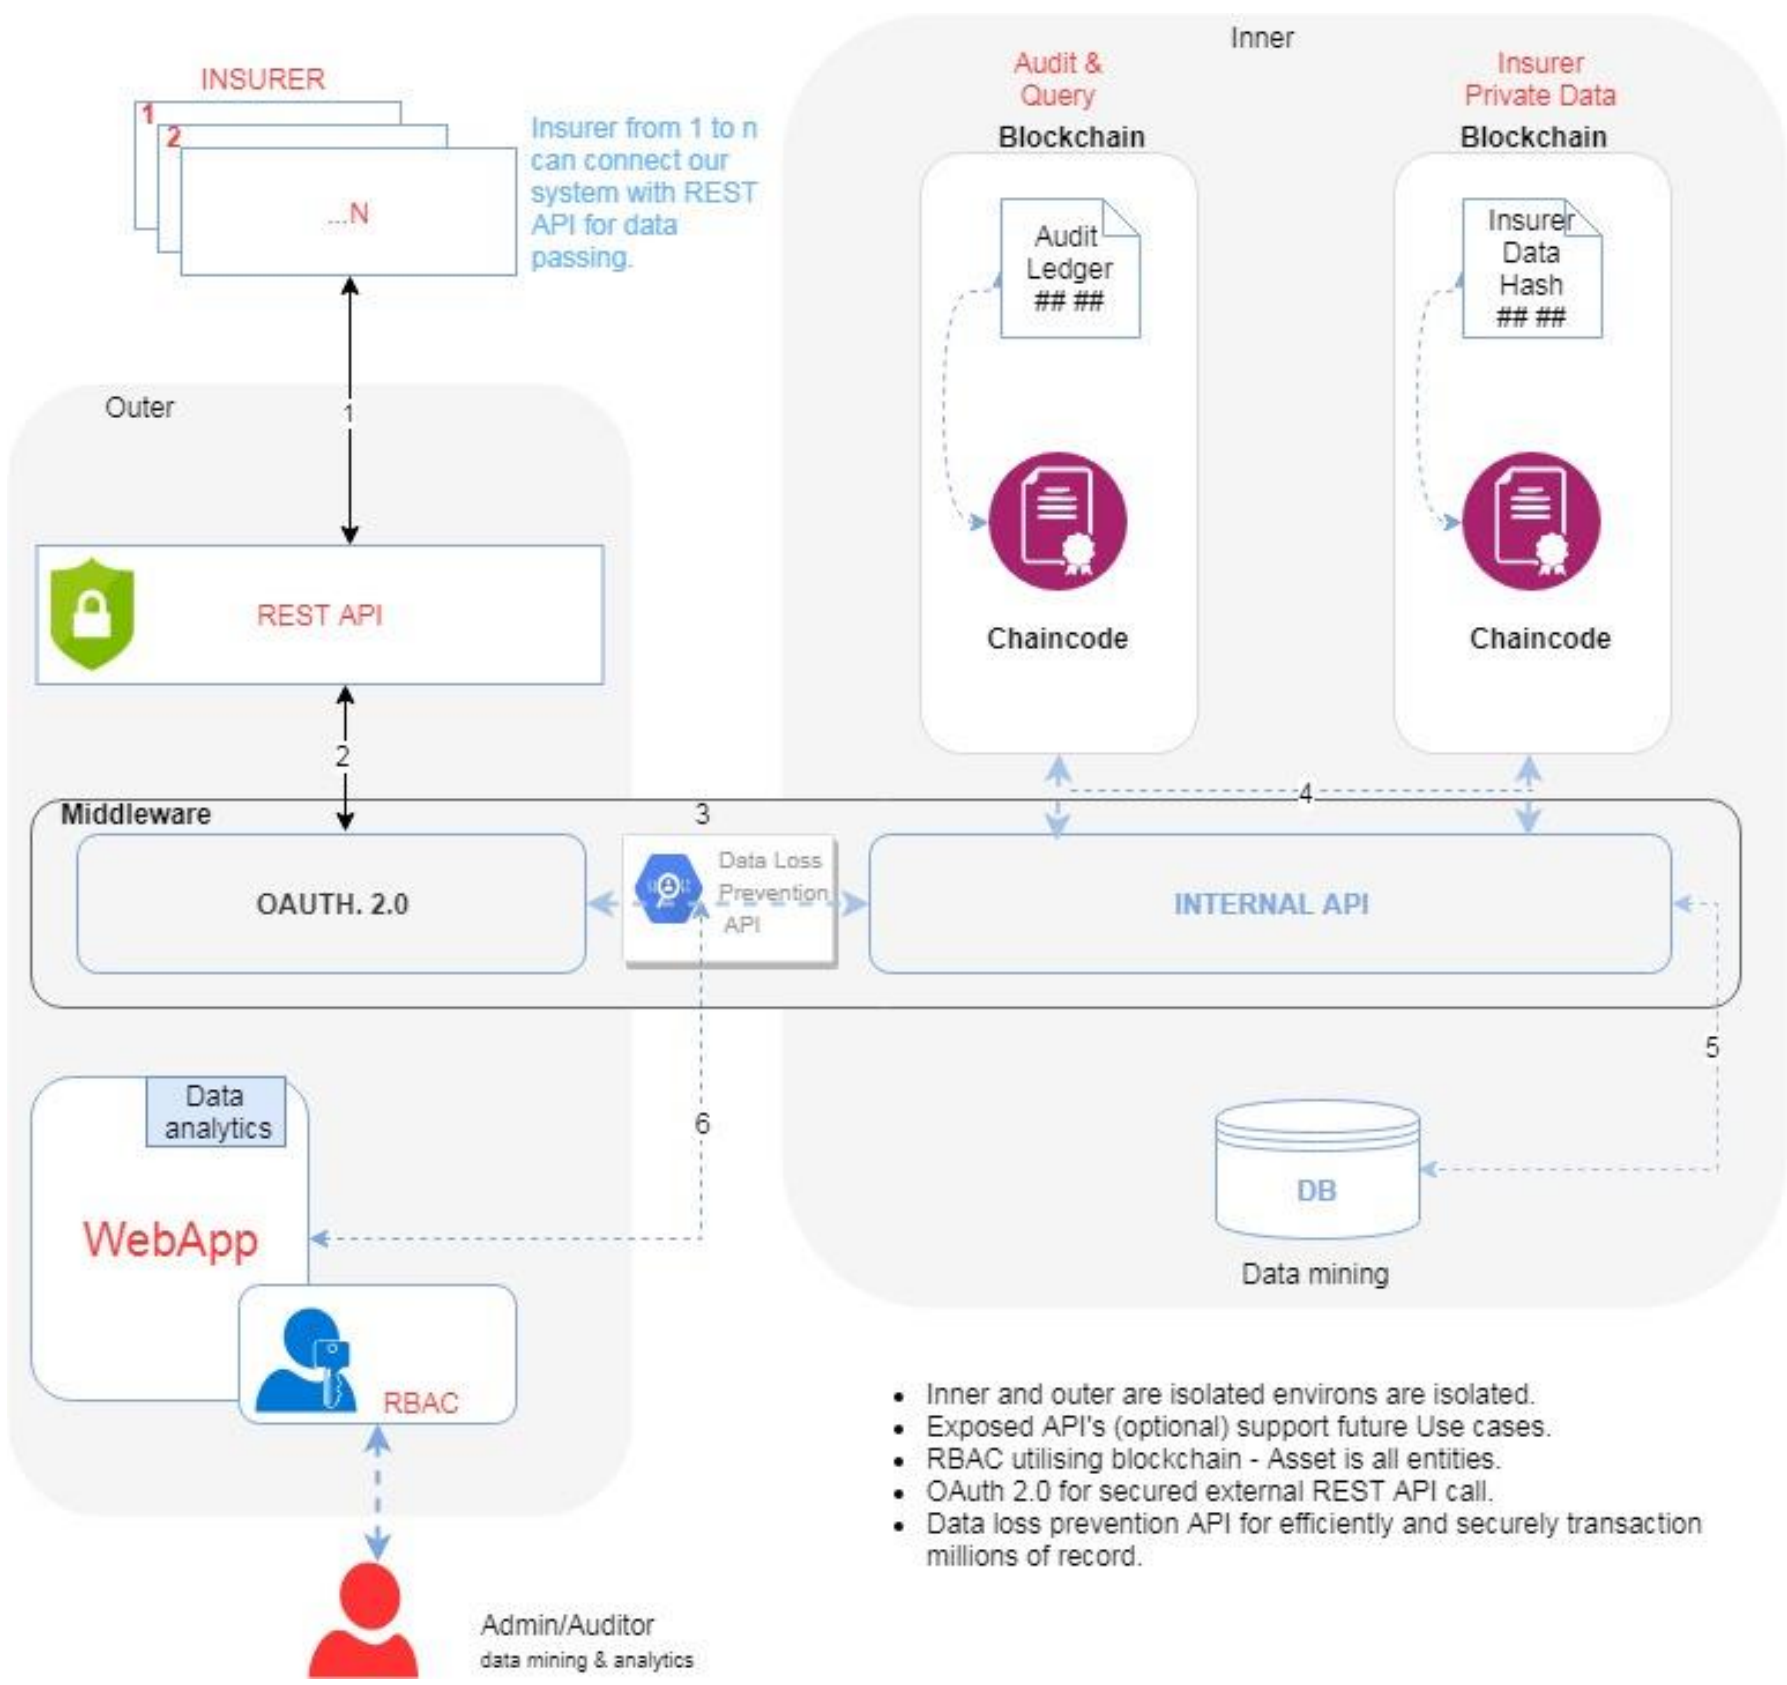 Inner
INSURER
1
2
...N
Insurer from 1 to n
can connect our
system with REST
API for data
passing.
Audit &
Query
Blockchain
Audit
Ledger
## ##
Chaincode
Insurer
Private Data
Blockchain
Insurer
Data
Hash
## ##
Chaincode
Outer
1
REST API
2
4
Middleware
3
OAUTH. 2.0
Data Loss
Prevention
API
INTERNAL API
5
6
Data
analytics
WebApp
RBAC
DB
Data mining
Admin/Auditor
data mining & analytics
• Inner and outer are isolated environs are isolated.
• Exposed API's (optional) support future Use cases.
• RBAC utilising blockchain - Asset is all entities.
• OAuth 2.0 for secured external REST API call.
• Data loss prevention API for efficiently and securely transaction
millions of record.